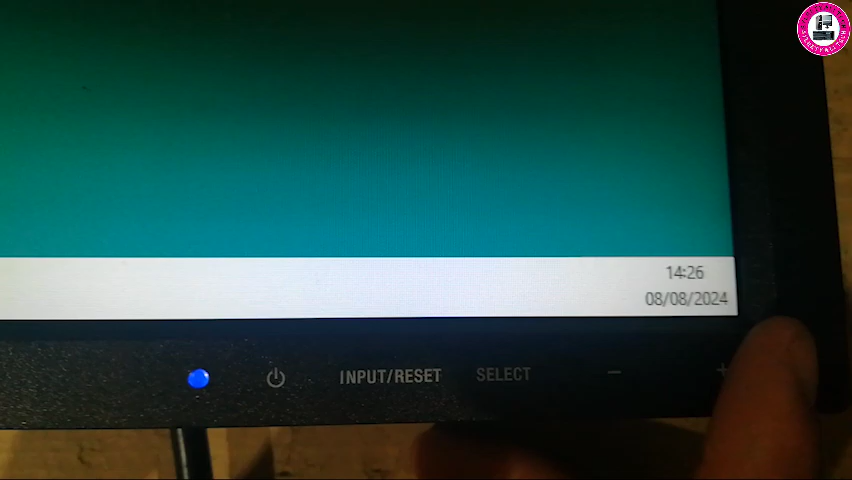 14:26
08/08/2024
INPUT/RESET
SELECT
−
+